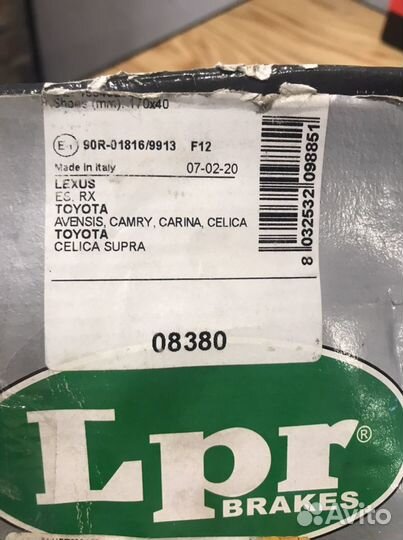 Shoes (mm): 170x40
E 90R-01816/9913 F12
Made in Italy 07-02-20
LEXUS
ES, RX
TOYOTA
AVENSIS, CAMRY, CARINA, CELICA
TOYOTA
CELICA SUPRA
8 032532 098851
08380
Lpr®
BRAKES
Avito